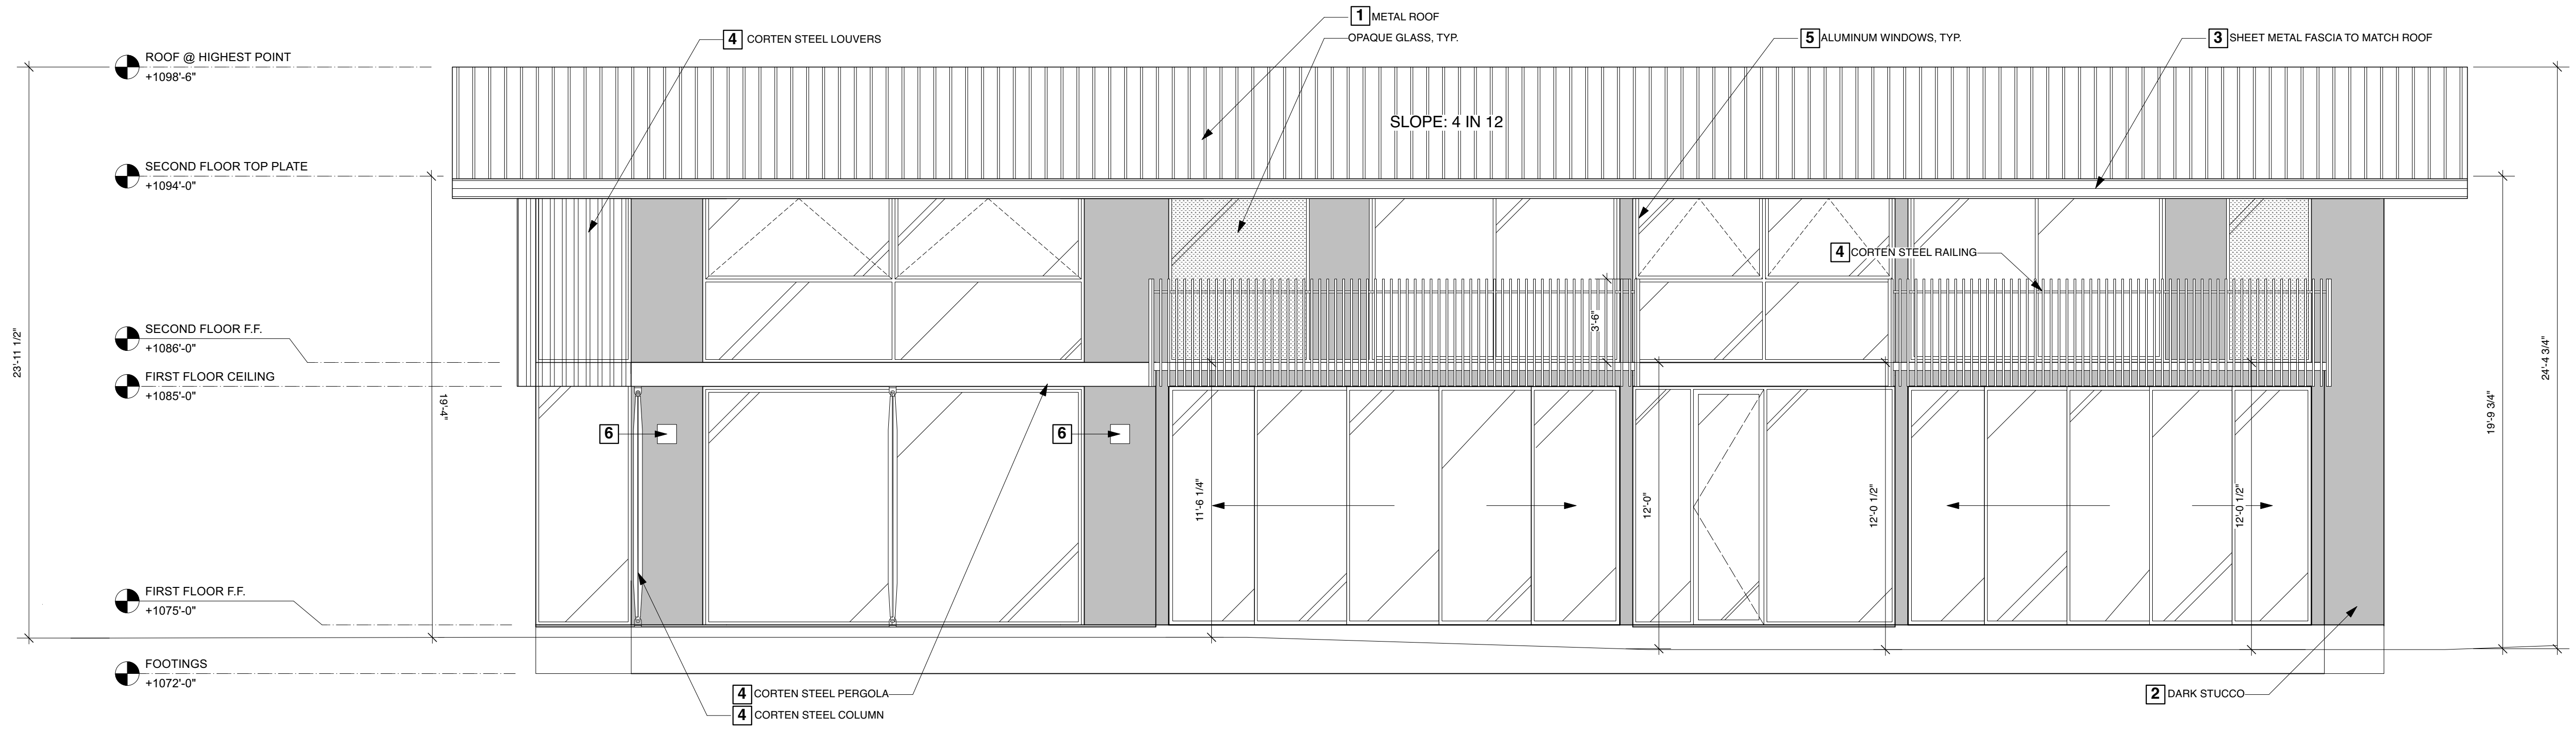 1 METAL ROOF
OPAQUE GLASS, TYP.
4 CORTEN STEEL LOUVERS
5 ALUMINUM WINDOWS, TYP.
3 SHEET METAL FASCIA TO MATCH ROOF
ROOF @ HIGHEST POINT
+1098'-6"
SLOPE: 4 IN 12
SECOND FLOOR TOP PLATE
+1094'-0"
4 CORTEN STEEL RAILING
SECOND FLOOR F.F.
+1086'-0"
3'-6"
23'-11 1/2"
24'-4 3/4"
FIRST FLOOR CEILING
+1085'-0"
19'-4"
19'-9 3/4"
6
6
11'-6 1/4"
12'-0"
12'-0 1/2"
12'-0 1/2"
FIRST FLOOR F.F.
+1075'-0"
FOOTINGS
+1072'-0"
4 CORTEN STEEL PERGOLA
4 CORTEN STEEL COLUMN
2 DARK STUCCO